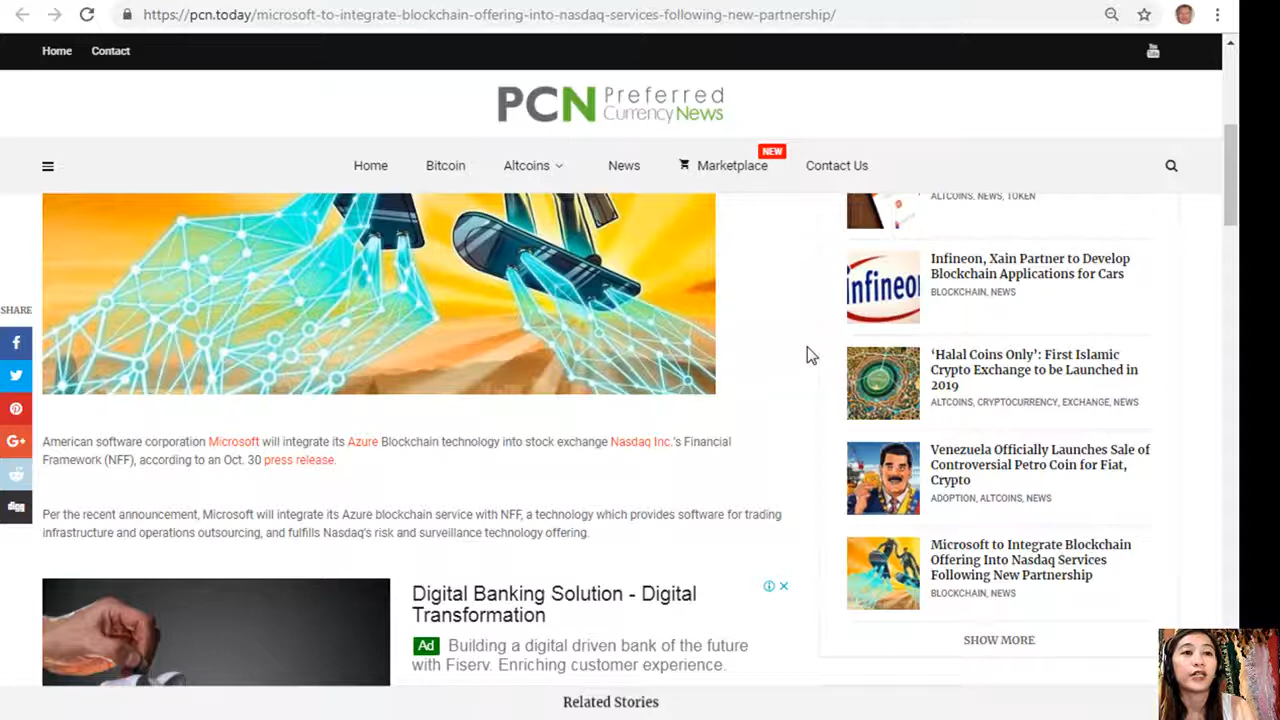 https://pcn.today/microsoft-to-integrate-blockchain-offering-into-nasdaq-services-following-new-partnership/
Home Contact
You
PCN Preferred
Currency News
NEW
Home Bitcoin Altcoins News Marketplace Contact Us
ALTCOINS, NEWS, TOKEN
infineon
Infineon, Xain Partner to Develop
Blockchain Applications for Cars
BLOCKCHAIN, NEWS
SHARE
f
G+
digg
‘Halal Coins Only’: First Islamic
Crypto Exchange to be Launched in
2019
ALTCOINS, CRYPTOCURRENCY, EXCHANGE, NEWS
Venezuela Officially Launches Sale of
Controversial Petro Coin for Fiat,
Crypto
ADOPTION, ALTCOINS, NEWS
Microsoft to Integrate Blockchain
Offering Into Nasdaq Services
Following New Partnership
BLOCKCHAIN, NEWS
SHOW MORE
American software corporation Microsoft will integrate its Azure Blockchain technology into stock exchange Nasdaq Inc.’s Financial
Framework (NFF), according to an Oct. 30 press release.
Per the recent announcement, Microsoft will integrate its Azure blockchain service with NFF, a technology which provides software for trading
infrastructure and operations outsourcing, and fulfills Nasdaq’s risk and surveillance technology offering.
Digital Banking Solution - Digital
Transformation
Ad Building a digital driven bank of the future
with Fiserv. Enriching customer experience.
Related Stories